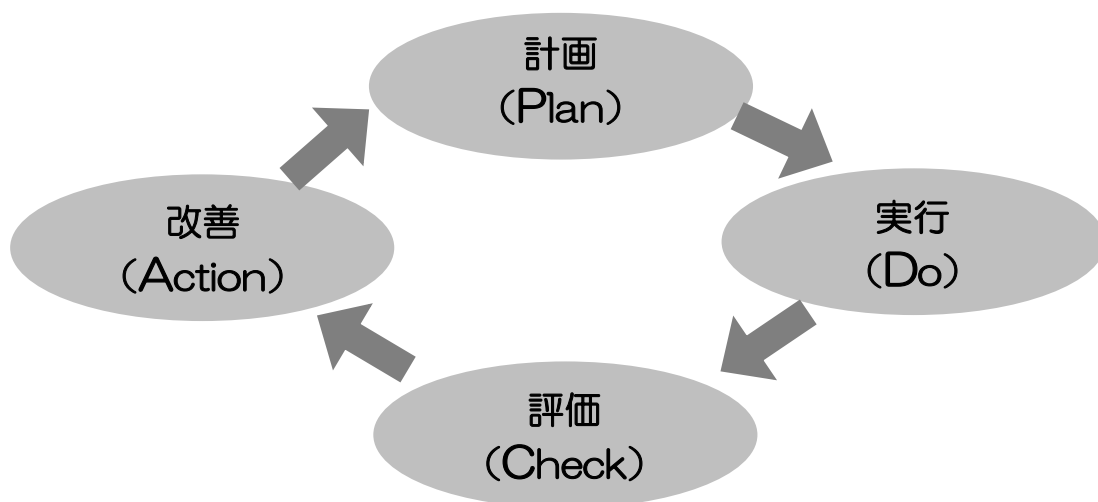 計画
（Plan）
実行
（Do）
評価
（Check）
改善
（Action）